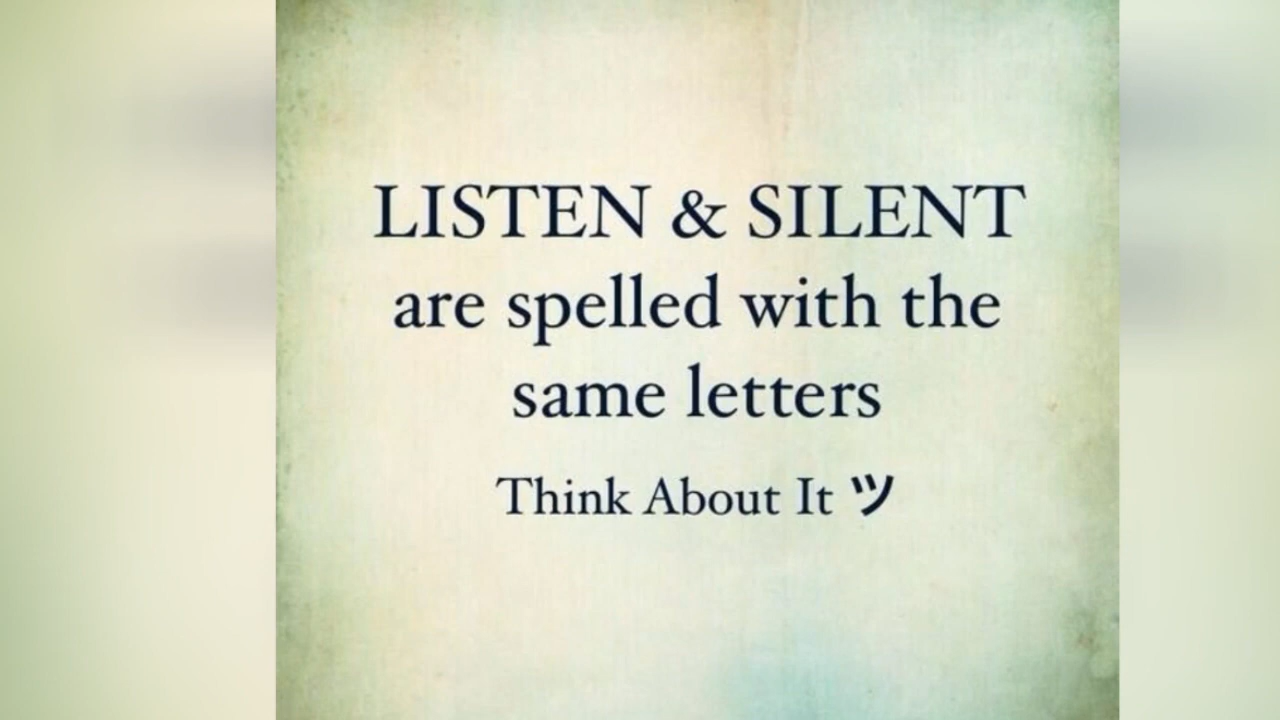 LISTEN & SILENT
are spelled with the
same letters
Think About It ツ